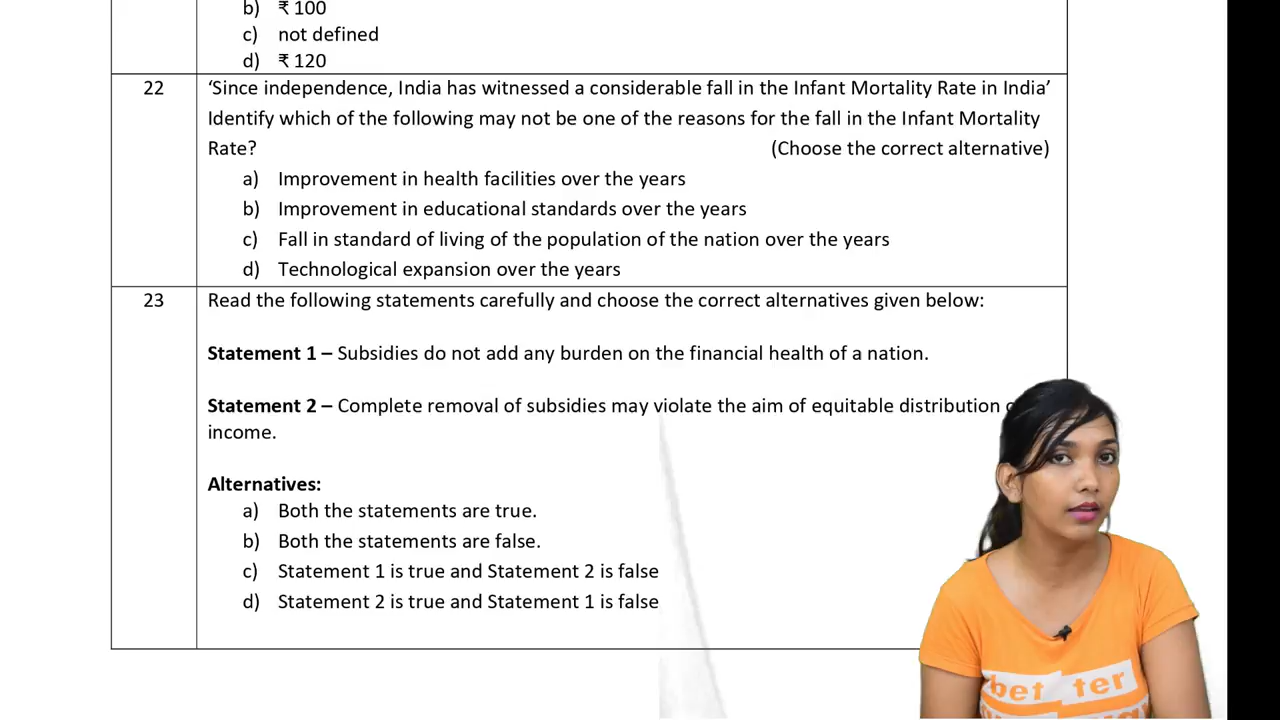 b) ₹ 100
c) not defined
d) ₹ 120
22 ‘Since independence, India has witnessed a considerable fall in the Infant Mortality Rate in India’
Identify which of the following may not be one of the reasons for the fall in the Infant Mortality
Rate? (Choose the correct alternative)
a) Improvement in health facilities over the years
b) Improvement in educational standards over the years
c) Fall in standard of living of the population of the nation over the years
d) Technological expansion over the years
23 Read the following statements carefully and choose the correct alternatives given below:
Statement 1 – Subsidies do not add any burden on the financial health of a nation.
Statement 2 – Complete removal of subsidies may violate the aim of equitable distribution
income.
Alternatives:
a) Both the statements are true.
b) Both the statements are false.
c) Statement 1 is true and Statement 2 is false
d) Statement 2 is true and Statement 1 is false
bet ter